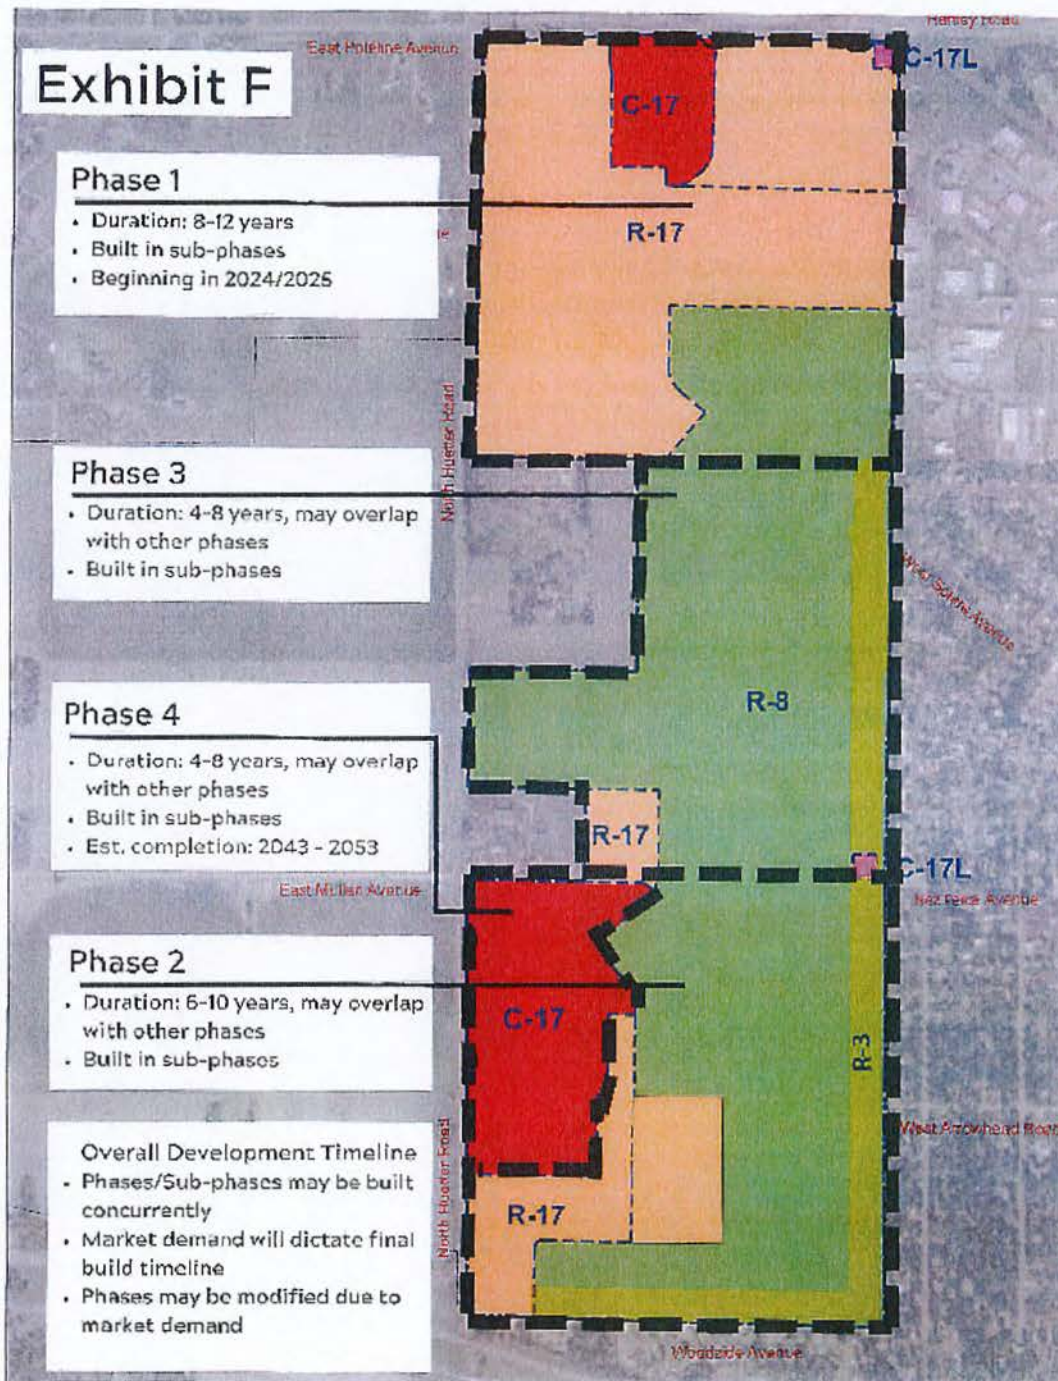 Hanley Road
East Poleline Avenue
C-17L
Exhibit F
C-17
Phase 1
• Duration: 8-12 years
• Built in sub-phases
• Beginning in 2024/2025
R-17
North Huetter Road
Phase 3
• Duration: 4-8 years, may overlap
with other phases
• Built in sub-phases
R-8
Phase 4
• Duration: 4-8 years, may overlap
with other phases
• Built in sub-phases
• Est. completion: 2043 - 2053
R-17
C-17L
East Mullan Avenue
Nez Perce Avenue
Phase 2
• Duration: 6-10 years, may overlap
with other phases
• Built in sub-phases
C-17
R-3
West Arrowhead Road
North Huetter Road
Overall Development Timeline
• Phases/Sub-phases may be built
concurrently
• Market demand will dictate final
build timeline
• Phases may be modified due to
market demand
R-17
Woodside Avenue